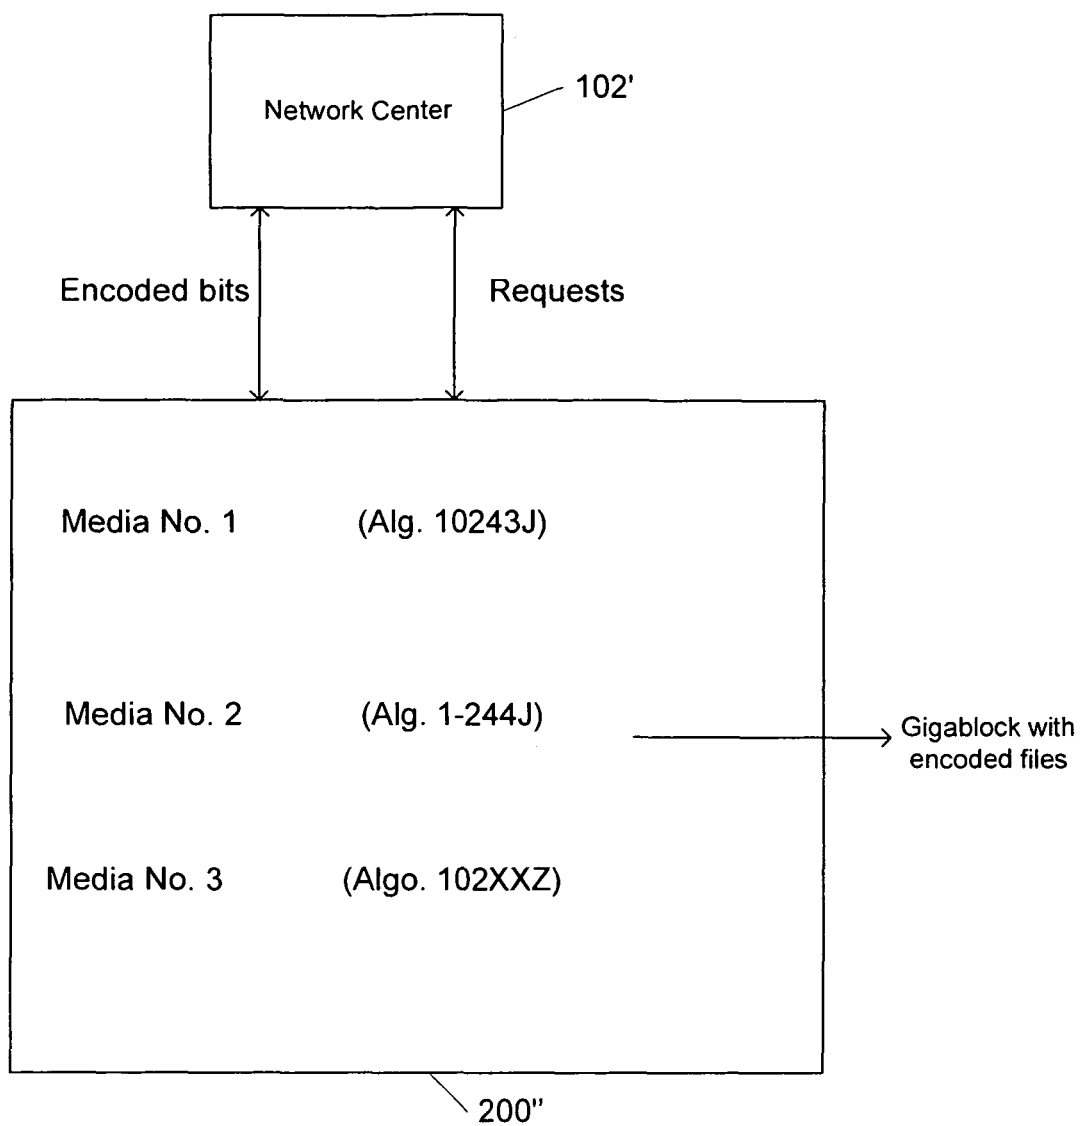 Network Center
102'
Encoded bits
Requests
Media No. 1 (Alg. 10243J)
Media No. 2 (Alg. 1-244J)
Gigablock with
encoded files
Media No. 3 (Algo. 102XXZ)
200"